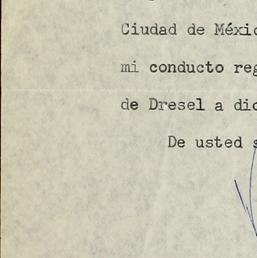 Ciudad de Méxic
mi conducto reg
de Dresel a dic
De usted s